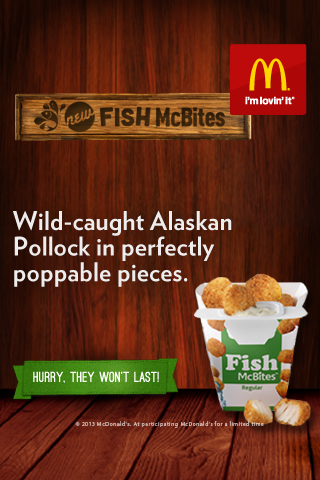 i'm lovin' it®
new FISH McBites
Wild-caught Alaskan
Pollock in perfectly
poppable pieces.
Fish
McBites™
Regular
HURRY, THEY WON'T LAST!
© 2013 McDonald's. At participating McDonald's for a limited time